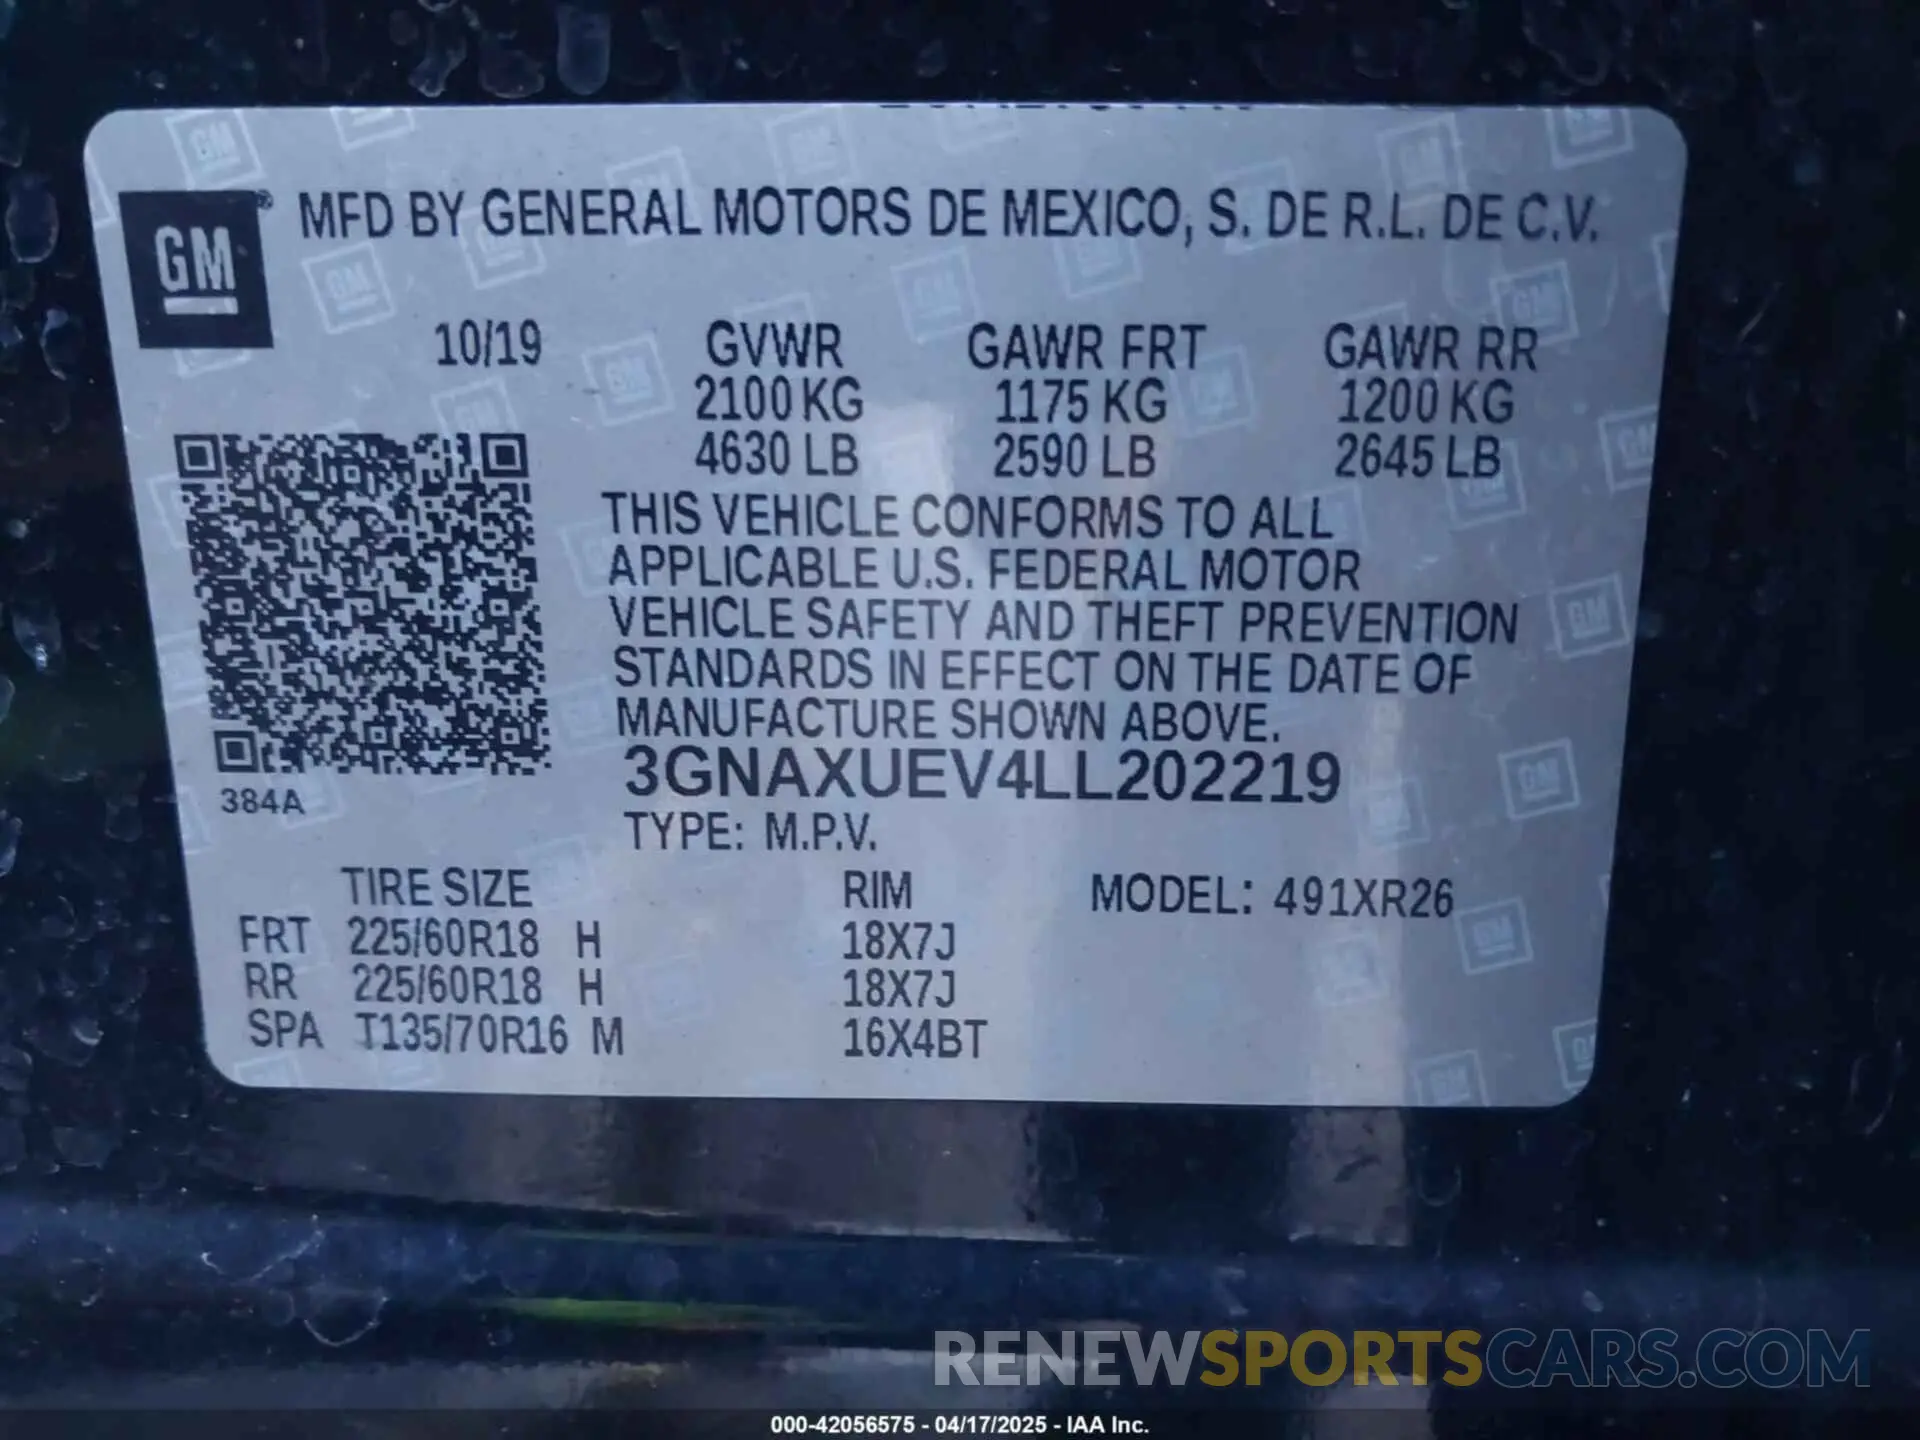 GM® MFD BY GENERAL MOTORS DE MEXICO, S. DE R.L. DE C.V.
10/19 GVWR GAWR FRT GAWR RR
2100 KG 1175 KG 1200 KG
4630 LB 2590 LB 2645 LB
THIS VEHICLE CONFORMS TO ALL
APPLICABLE U.S. FEDERAL MOTOR
VEHICLE SAFETY AND THEFT PREVENTION
STANDARDS IN EFFECT ON THE DATE OF
MANUFACTURE SHOWN ABOVE.
3GNAXUEV4LL202219
384A
TYPE: M.P.V.
TIRE SIZE RIM MODEL: 491XR26
FRT 225/60R18 H 18X7J
RR 225/60R18 H 18X7J
SPA T135/70R16 M 16X4BT
RENEWSPORTSCARS.COM
000-42056575 - 04/17/2025 - IAA Inc.